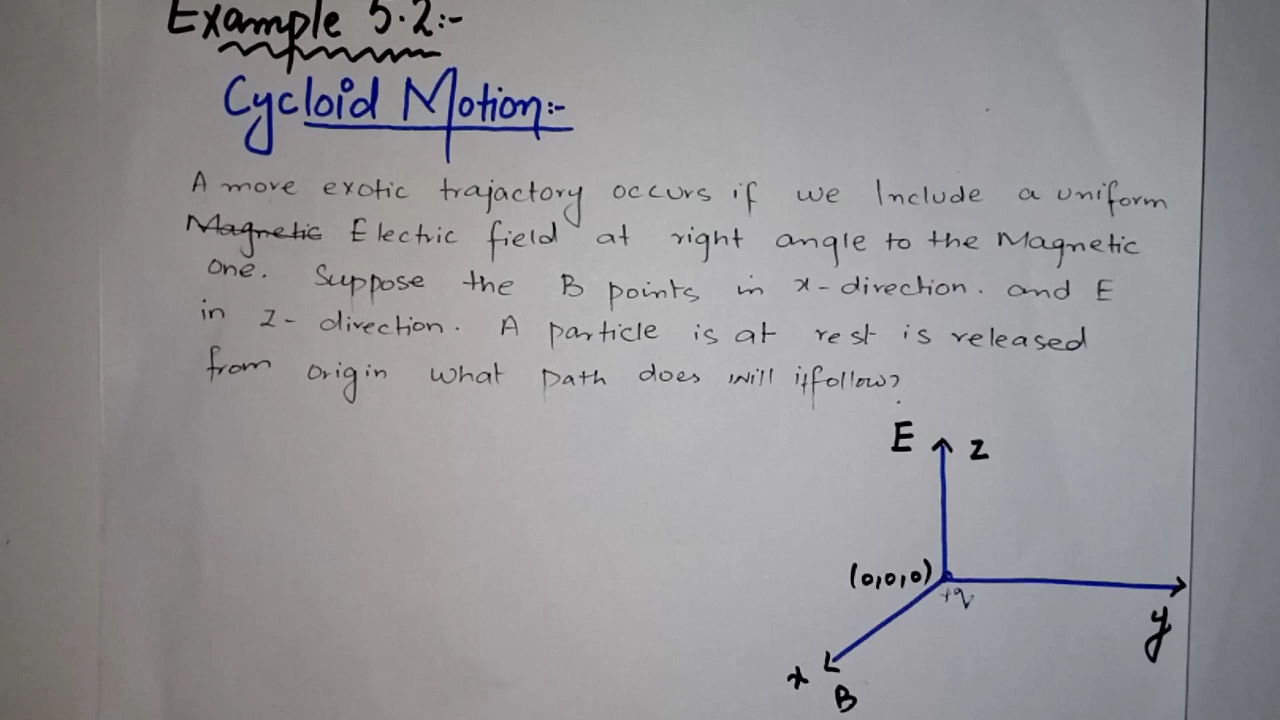 Example 5.2:-
Cycloid Motion:-
A more exotic trajactory occurs if we Include a uniform
Magnetic Electric field at right angle to the Magnetic
one. Suppose the B points in x-direction. and E
in z-direction. A particle is at rest is released
from origin what path does will it follow?
E z
(0,0,0)
+q
y
x
B